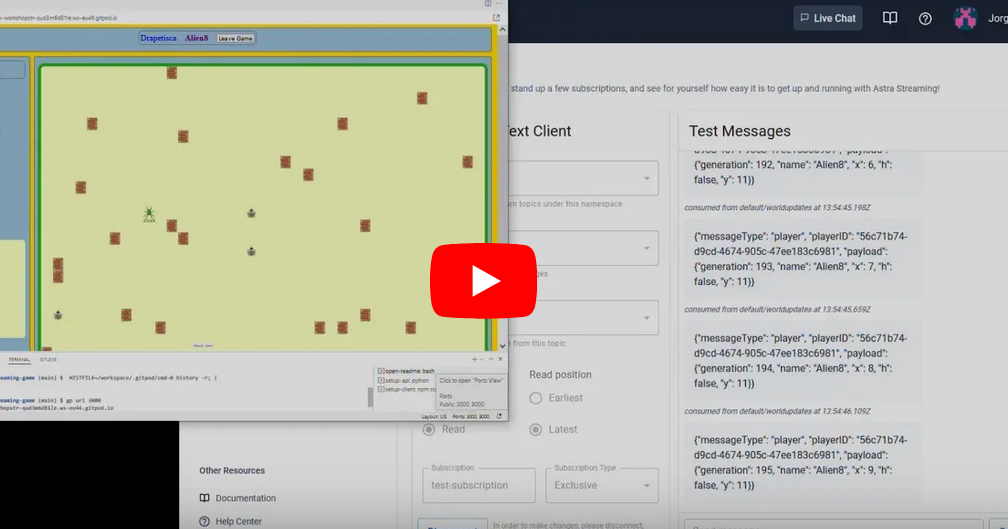 -workshopstr-qud3m6d81ie.ws-eu46.gitpod.io
Live Chat
Jorg
Drapetisca Alien8 Leave Game
stand up a few subscriptions, and see for yourself how easy it is to get up and running with Astra Streaming!
Text Client
m topics under this namespace
ges
from this topic
Read position
Earliest
Read
Latest
Subscription
test-subscription
Subscription Type
Exclusive
In order to make changes, please disconnect,
Test Messages
d9cd-4674-905c-47ee183c6981", "payload":
{"generation": 192, "name": "Alien8", "x": 6, "h":
false, "y": 11}}
consumed from default/worldupdates at 13:54:45.198Z
{"messageType": "player", "playerID": "56c71b74-
d9cd-4674-905c-47ee183c6981", "payload":
{"generation": 193, "name": "Alien8", "x": 7, "h":
false, "y": 11}}
consumed from default/worldupdates at 13:54:45.659Z
{"messageType": "player", "playerID": "56c71b74-
d9cd-4674-905c-47ee183c6981", "payload":
{"generation": 194, "name": "Alien8", "x": 8, "h":
false, "y": 11}}
consumed from default/worldupdates at 13:54:46.109Z
{"messageType": "player", "playerID": "56c71b74-
d9cd-4674-905c-47ee183c6981", "payload":
{"generation": 195, "name": "Alien8", "x": 9, "h":
false, "y": 11}}
TERMINAL
eaming-game (main) $ HISTFILE=/workspace/.gitpod/cmd-0 history -r; {
eaming-game (main) $ gp url 3000
open-readme: bash
setup-api: python
setup-client: npm
Click to open "Ports View"
Ports
Public: 3000, 8000
Layout: US Ports: 3000, 8000
Other Resources
Documentation
Help Center